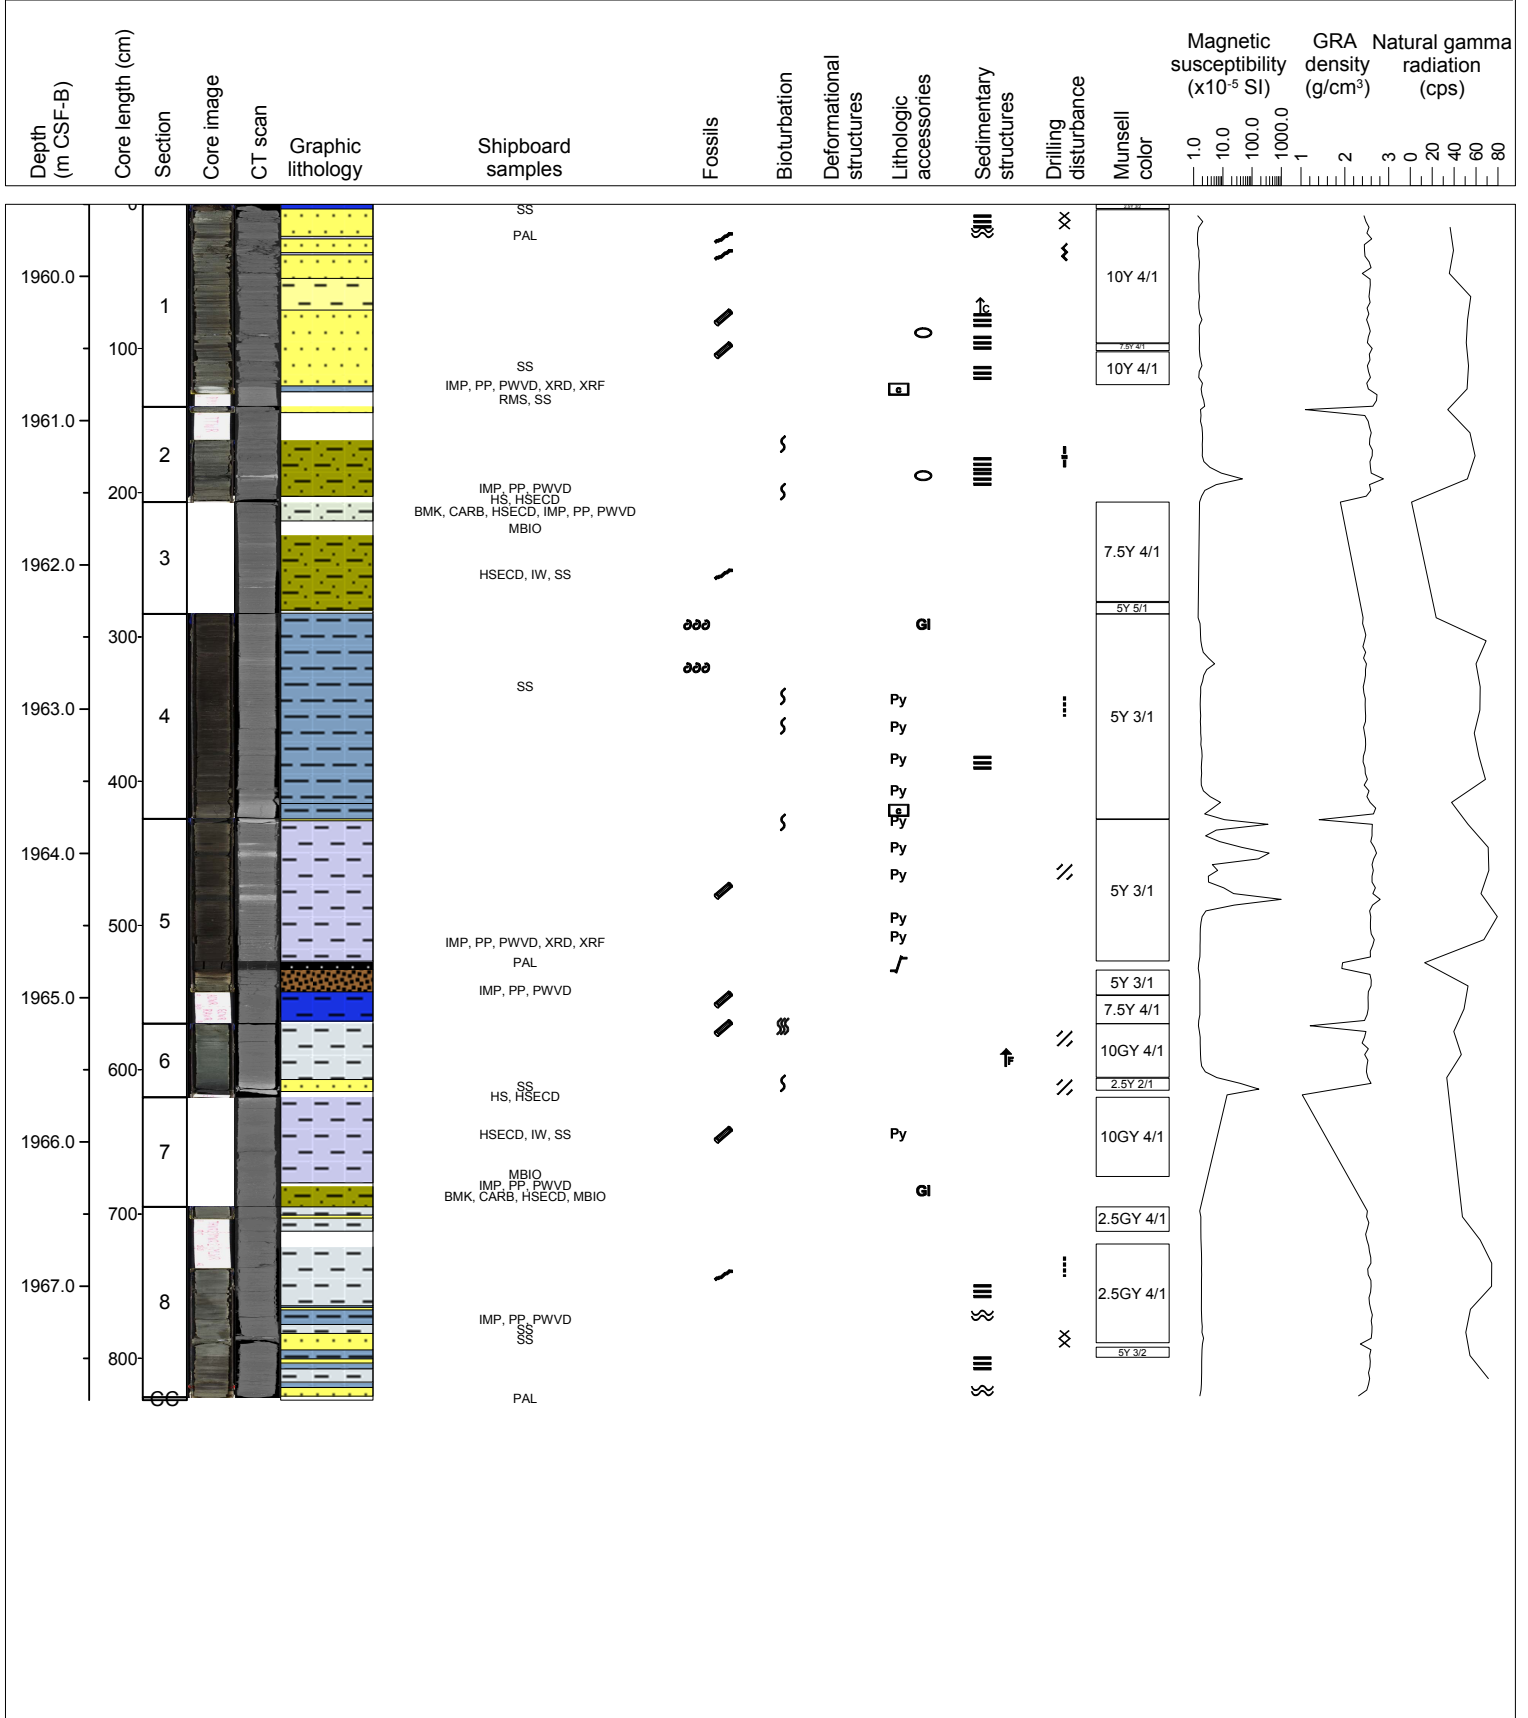 Depth
(m CSF-B)
Core length (cm)
Section
Core image
CT scan
Graphic
lithology
Shipboard
samples
Fossils
Bioturbation
Deformational
structures
Lithologic
accessories
Sedimentary
structures
Drilling
disturbance
Munsell
color
Magnetic
susceptibility
(x10⁻⁵ SI)
1.0 10.0 100.0 1000.0
GRA
density
(g/cm³)
1 2 3
Natural gamma
radiation
(cps)
0 20 40 60 80
1960.0
1961.0
1962.0
1963.0
1964.0
1965.0
1966.0
1967.0
0
100
200
300
400
500
600
700
800
1
2
3
4
5
6
7
8
CC
SS
PAL
SS
IMP, PP, PWVD, XRD, XRF
RMS, SS
IMP, PP, PWVD
HS, HSECD
BMK, CARB, HSECD, IMP, PP, PWVD
MBIO
HSECD, IW, SS
SS
IMP, PP, PWVD, XRD, XRF
PAL
IMP, PP, PWVD
SS
HS, HSECD
HSECD, IW, SS
MBIO
IMP, PP, PWVD
BMK, CARB, HSECD, MBIO
IMP, PP, PWVD
SS
SS
PAL
c
Gl
Py
Py
Py
Py
c
Py
Py
Py
Py
Py
Py
Gl
C
F
10Y 4/1
7.5Y 4/1
10Y 4/1
7.5Y 4/1
5Y 5/1
5Y 3/1
5Y 3/1
5Y 3/1
7.5Y 4/1
10GY 4/1
2.5Y 2/1
10GY 4/1
2.5GY 4/1
2.5GY 4/1
5Y 3/2